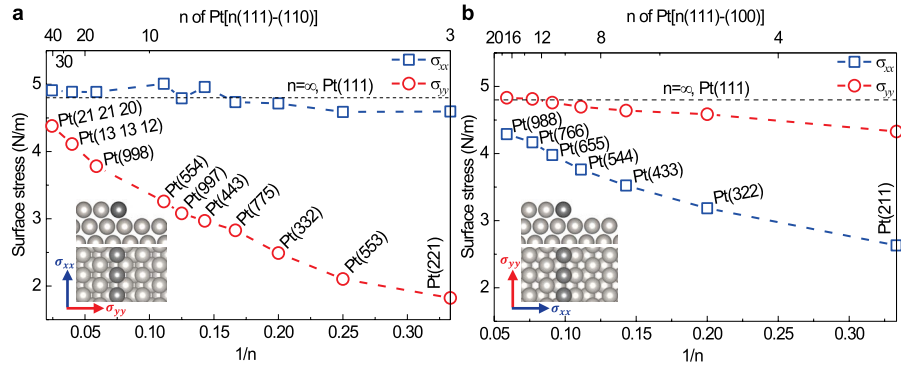 a
n of Pt[n(111)-(110)]
40 20 10 3
30
σxx
σyy
n=∞, Pt(111)
Pt(21 21 20)
Pt(13 13 12)
Pt(998)
Pt(554)
Pt(997)
Pt(443)
Pt(775)
Pt(332)
Pt(553)
Pt(221)
Surface stress (N/m)
5
4
3
2
σxx
σyy
0.05 0.10 0.15 0.20 0.25 0.30
1/n
b
n of Pt[n(111)-(100)]
2016 12 8 4
σxx
σyy
n=∞, Pt(111)
Pt(988)
Pt(766)
Pt(655)
Pt(544)
Pt(433)
Pt(322)
Pt(211)
Surface stress (N/m)
5
4
3
2
σyy
σxx
0.05 0.10 0.15 0.20 0.25 0.30
1/n